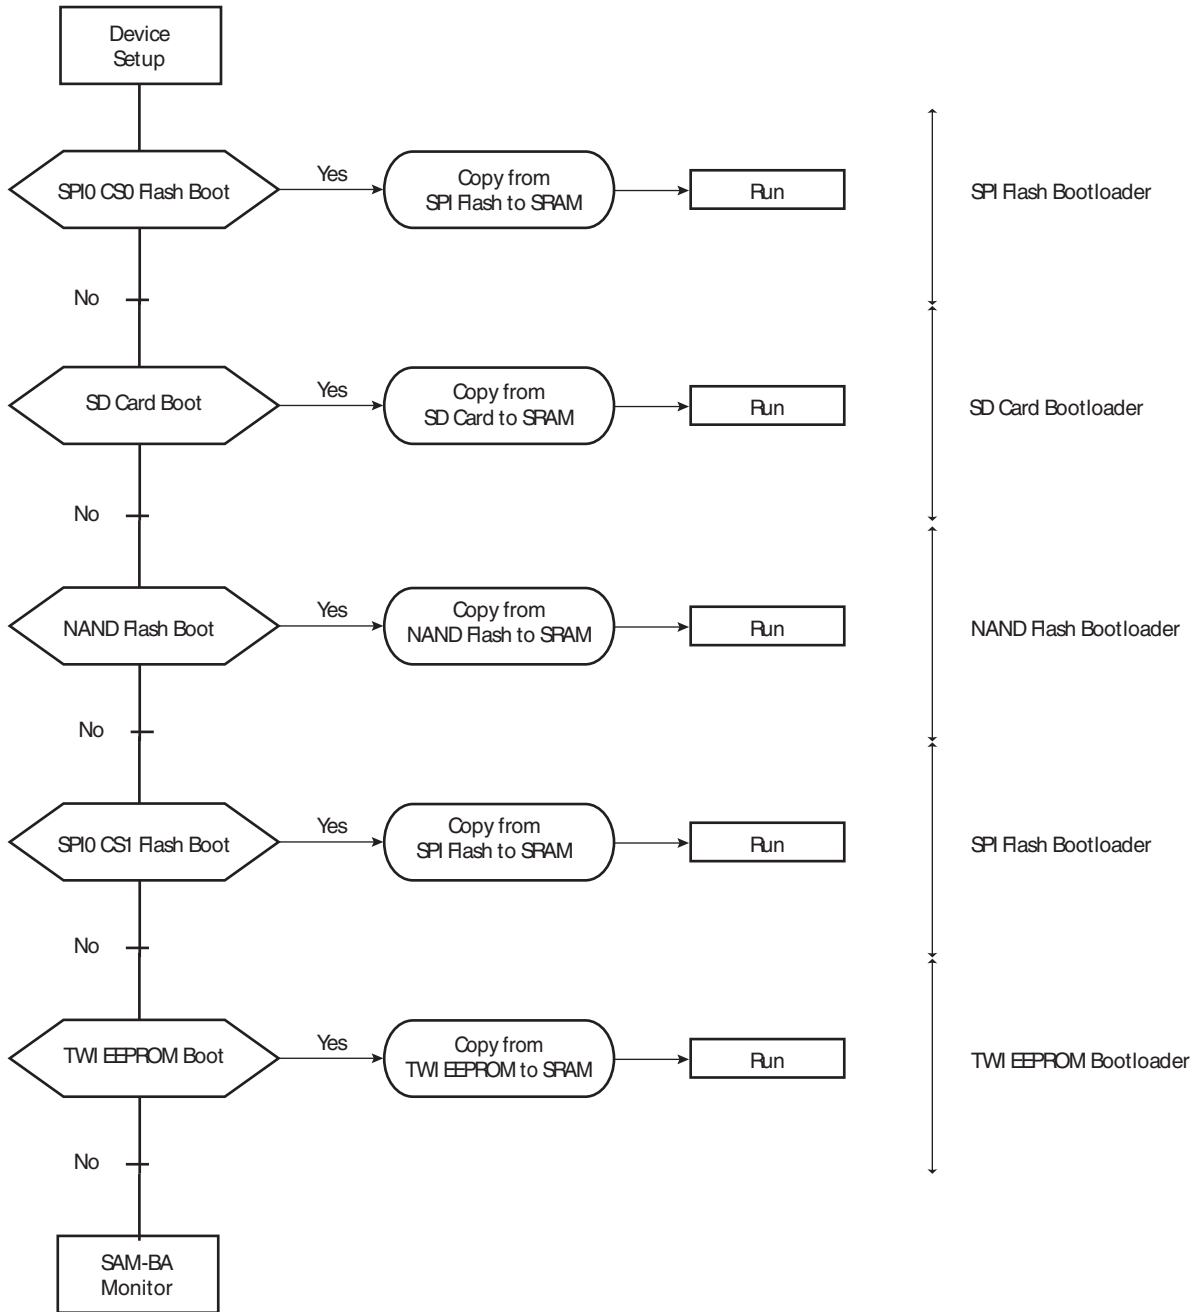 Device
Setup
SPI0 CS0 Flash Boot
Yes
Copy from
SPI Flash to SRAM
Run
SPI Flash Bootloader
No
SD Card Boot
Yes
Copy from
SD Card to SRAM
Run
SD Card Bootloader
No
NAND Flash Boot
Yes
Copy from
NAND Flash to SRAM
Run
NAND Flash Bootloader
No
SPI0 CS1 Flash Boot
Yes
Copy from
SPI Flash to SRAM
Run
SPI Flash Bootloader
No
TWI EEPROM Boot
Yes
Copy from
TWI EEPROM to SRAM
Run
TWI EEPROM Bootloader
No
SAM-BA
Monitor